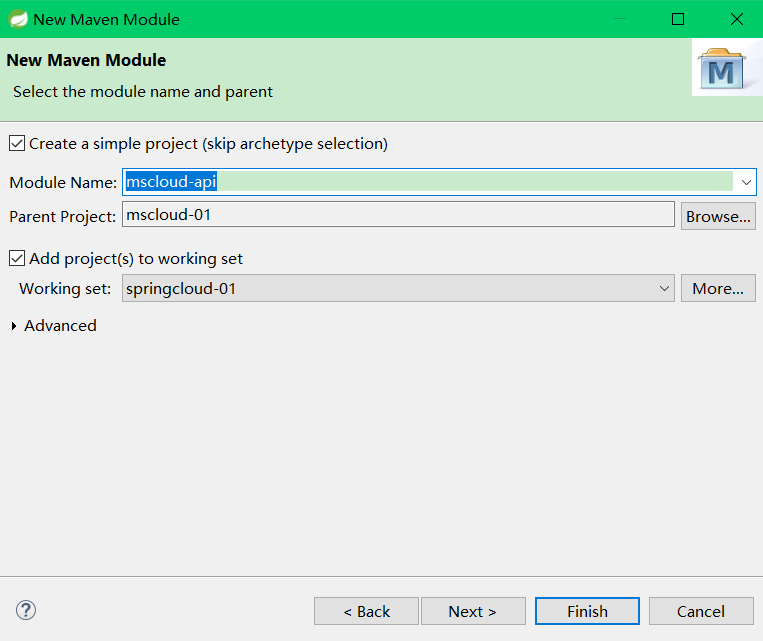 New Maven Module
New Maven Module
Select the module name and parent
M
Create a simple project (skip archetype selection)
Module Name: mscloud-api
Parent Project: mscloud-01 Browse...
Add project(s) to working set
Working set: springcloud-01 More...
Advanced
? < Back Next > Finish Cancel